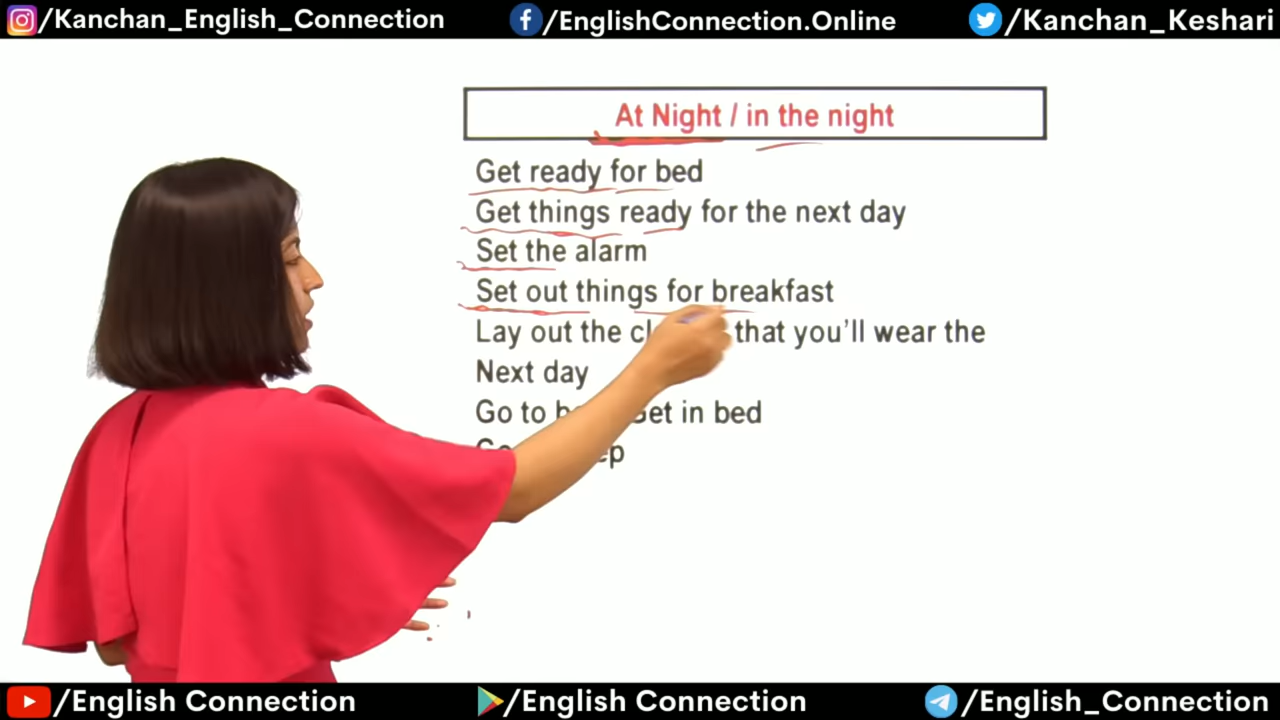 /Kanchan_English_Connection
/EnglishConnection.Online
/Kanchan_Keshari
At Night / in the night
Get ready for bed
Get things ready for the next day
Set the alarm
Set out things for breakfast
Lay out the that you'll wear the
Next day
Go to Get in bed
/English Connection
/English Connection
/English_Connection